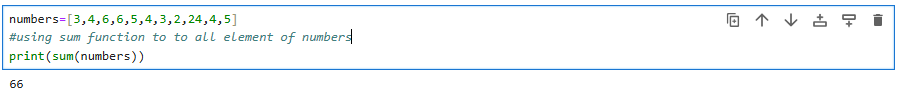 numbers=[3,4,6,6,5,4,3,2,24,4,5]
#using sum function to to all element of numbers
print(sum(numbers))
66